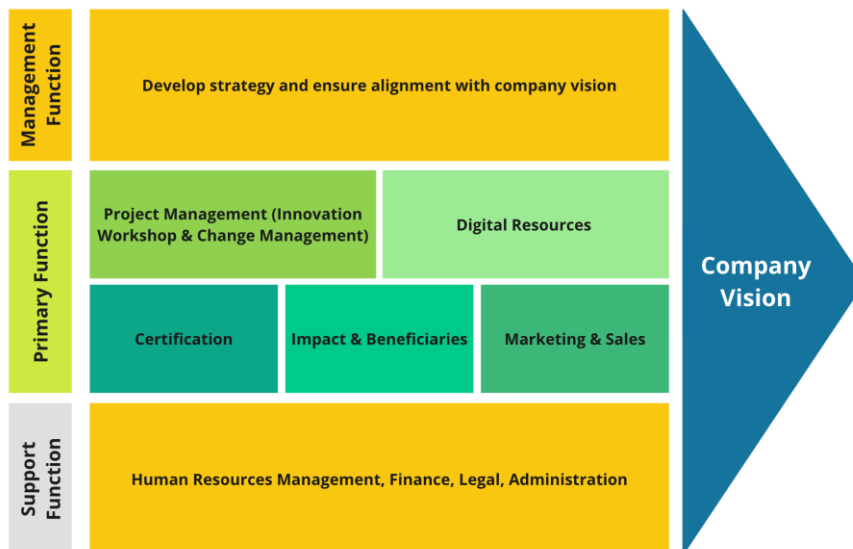 Management
Function
Develop strategy and ensure alignment with company vision
Primary Function
Project Management (Innovation
Workshop & Change Management)
Digital Resources
Certification
Impact & Beneficiaries
Marketing & Sales
Support
Function
Human Resources Management, Finance, Legal, Administration
Company
Vision